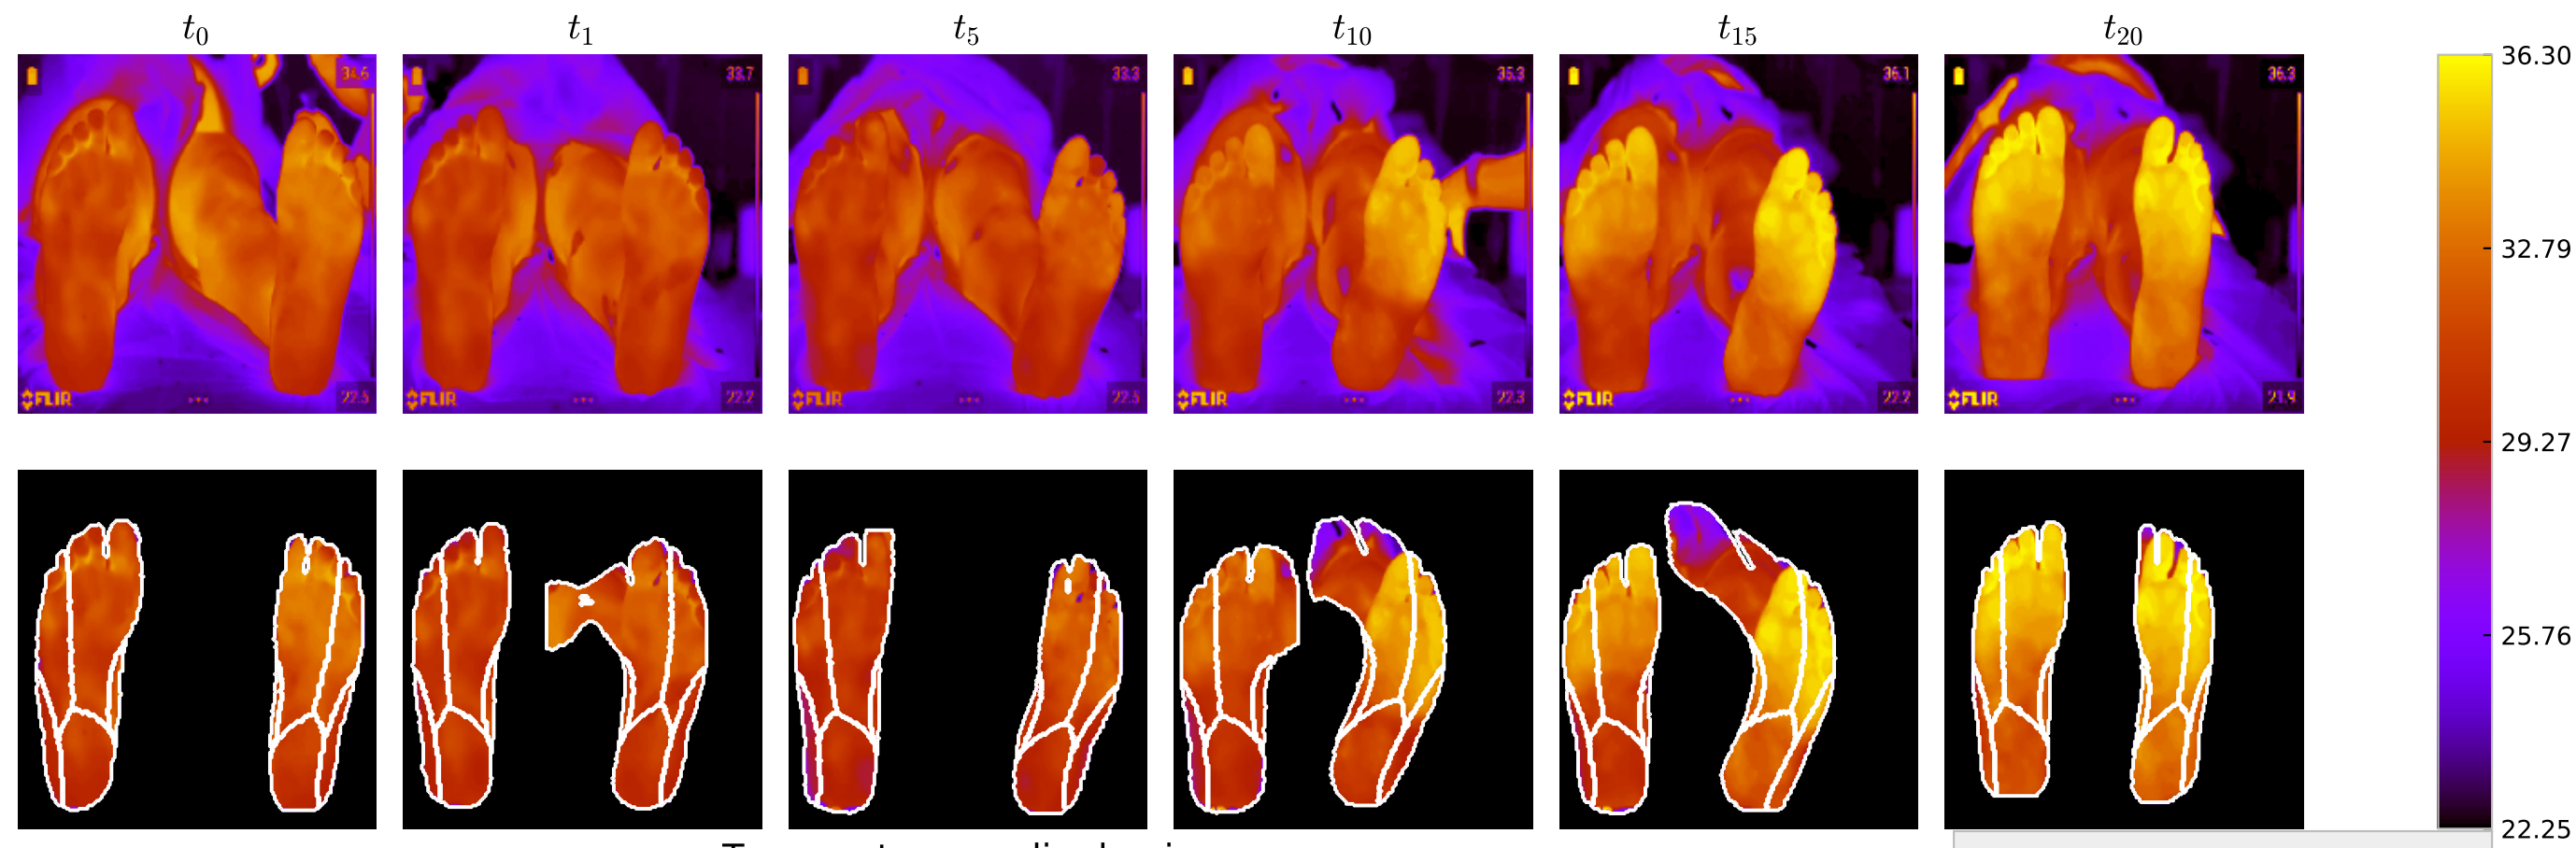 t0 t1 t5 t10 t15 t20
34.6 33.7 33.3 35.3 36.1 36.3
FLIR 22.5 FLIR 22.2 FLIR 22.5 FLIR 22.3 FLIR 22.2 FLIR 21.9
36.30
32.79
29.27
25.76
22.25